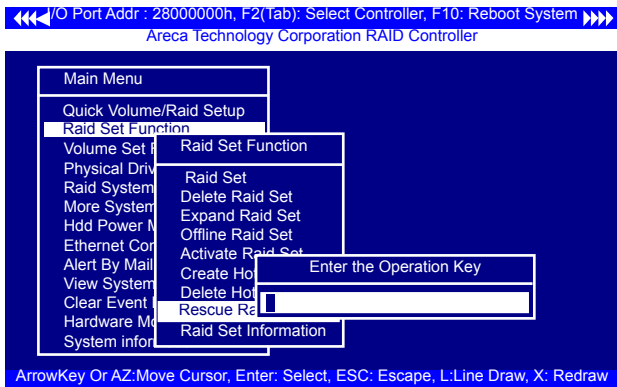 I/O Port Addr : 28000000h, F2(Tab): Select Controller, F10: Reboot System
Areca Technology Corporation RAID Controller
Main Menu
Quick Volume/Raid Setup
Raid Set Function
Volume Set
Physical Driv
Raid System
More System
Hdd Power M
Ethernet Con
Alert By Mail
View System
Clear Event
Hardware Mo
System infor
Raid Set Function
Raid Set
Delete Raid Set
Expand Raid Set
Offline Raid Set
Activate Raid Set
Create Hot
Delete Hot
Rescue Ra
Raid Set Information
Enter the Operation Key
ArrowKey Or AZ:Move Cursor, Enter: Select, ESC: Escape, L:Line Draw, X: Redraw